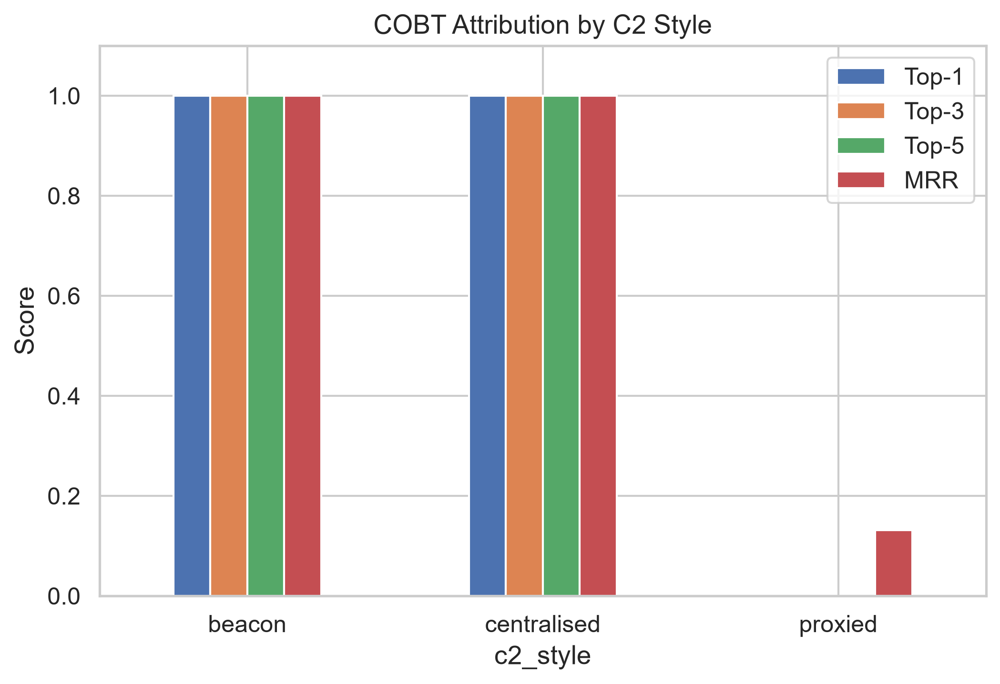 COBT Attribution by C2 Style
Top-1
Top-3
Top-5
MRR
1.0
0.8
0.6
0.4
0.2
0.0
Score
beacon
centralised
proxied
c2_style